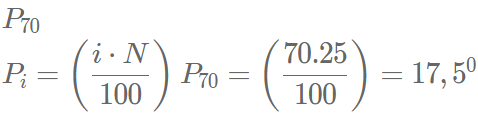 P₇₀
Pᵢ = (i · N / 100) P₇₀ = (70.25 / 100) = 17, 5⁰